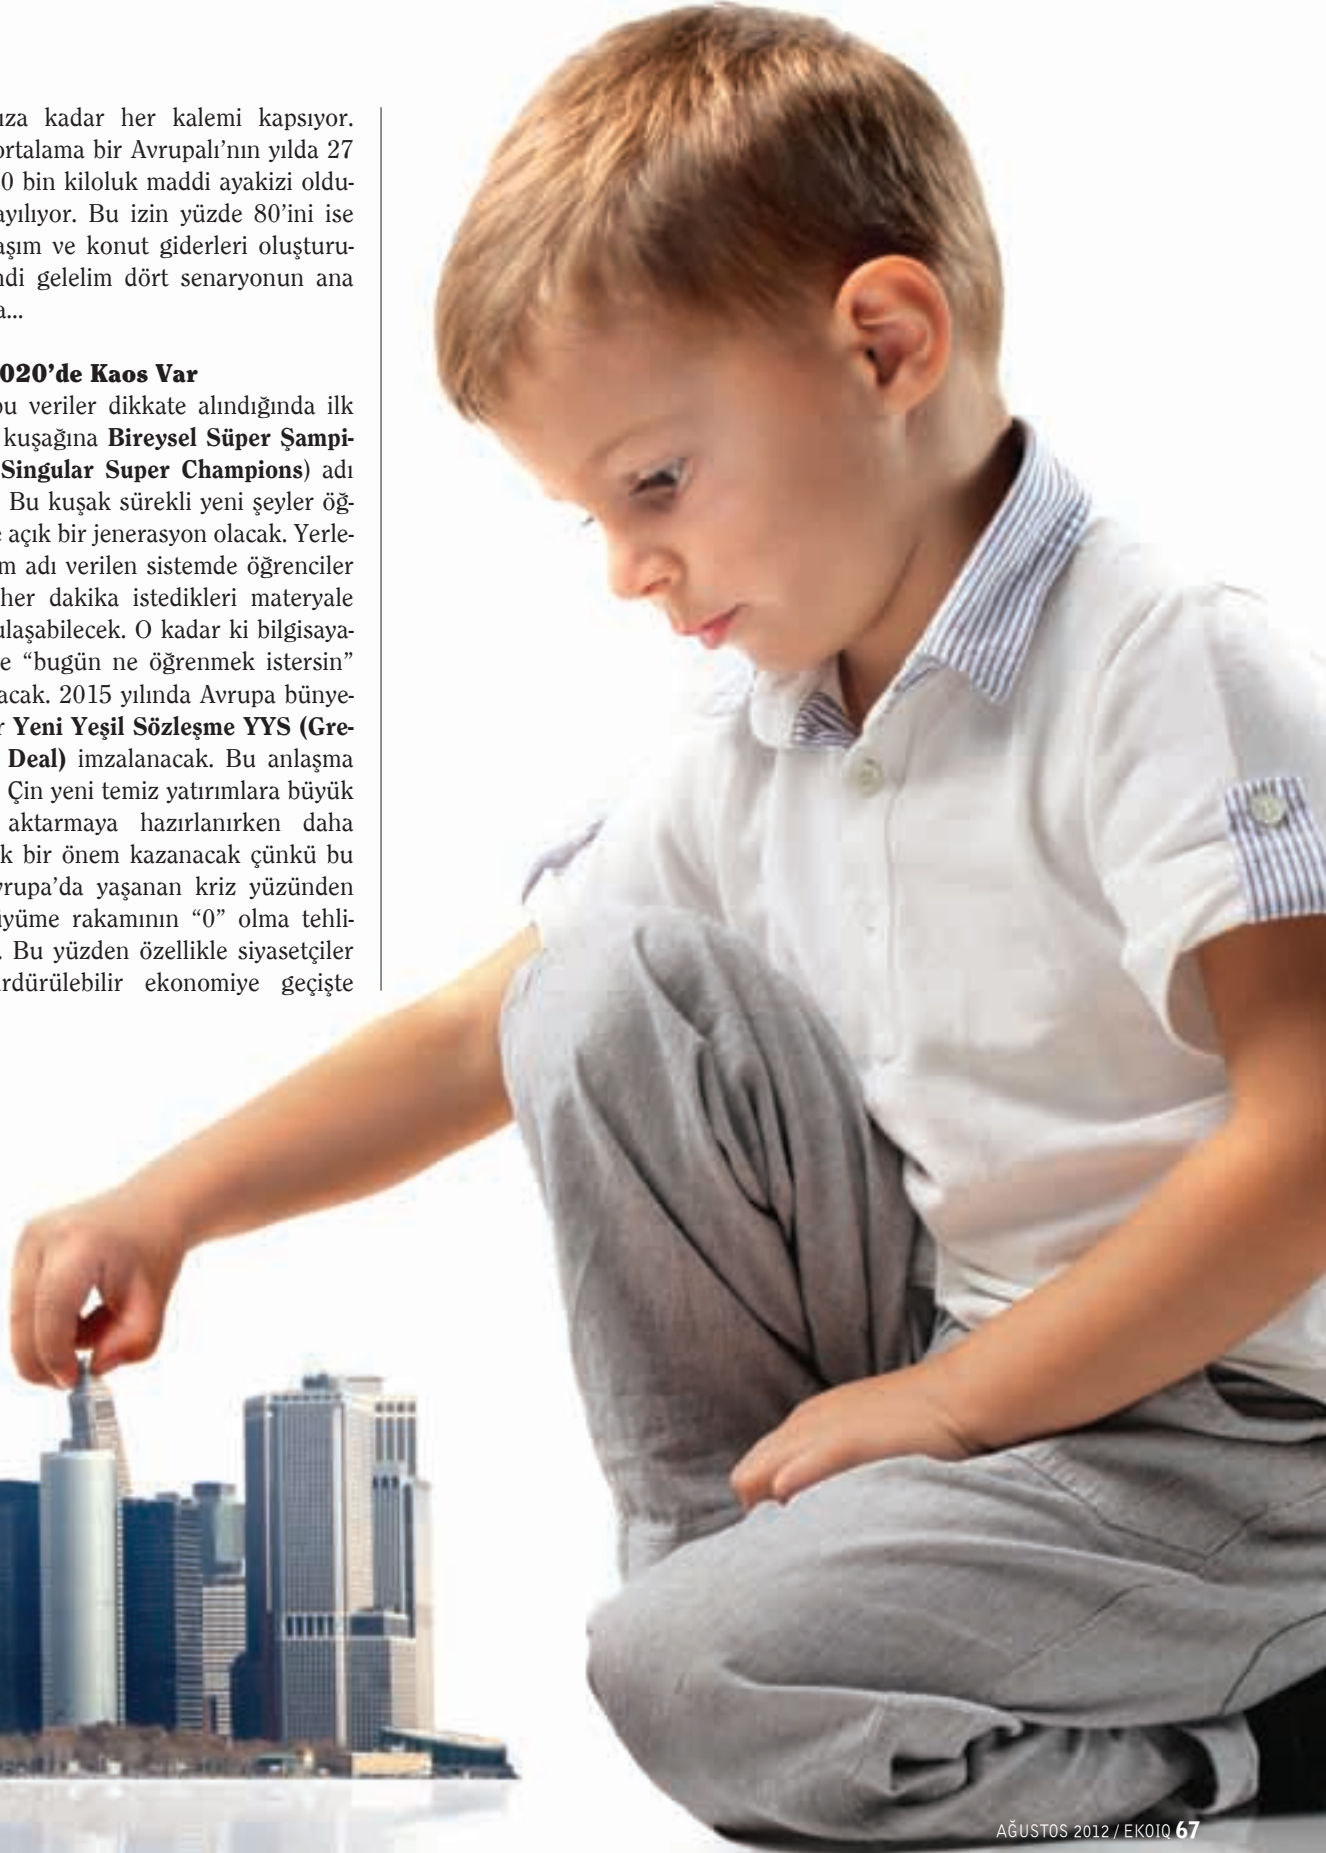 ıza kadar her kalemi kapsıyor.
ortalama bir Avrupalı’nın yılda 27
0 bin kiloluk maddi ayakizi oldu-
ayılıyor. Bu izin yüzde 80’ini ise
aşım ve konut giderleri oluşturu-
ndi gelelim dört senaryonun ana
a...
020’de Kaos Var
bu veriler dikkate alındığında ilk
kuşağına Bireysel Süper Şampi-
Singular Super Champions) adı
Bu kuşak sürekli yeni şeyler öğ-
e açık bir jenerasyon olacak. Yerle-
m adı verilen sistemde öğrenciler
her dakika istedikleri materyale
ulaşabilecek. O kadar ki bilgisaya-
e “bugün ne öğrenmek istersin”
acak. 2015 yılında Avrupa bünye-
r Yeni Yeşil Sözleşme YYS (Gre-
Deal) imzalanacak. Bu anlaşma
Çin yeni temiz yatırımlara büyük
aktarmaya hazırlanırken daha
k bir önem kazanacak çünkü bu
vrupa’da yaşanan kriz yüzünden
üyüme rakamının “0” olma tehli-
. Bu yüzden özellikle siyasetçiler
ırdürülebilir ekonomiye geçişte
AĞUSTOS 2012 / EKOIQ 67